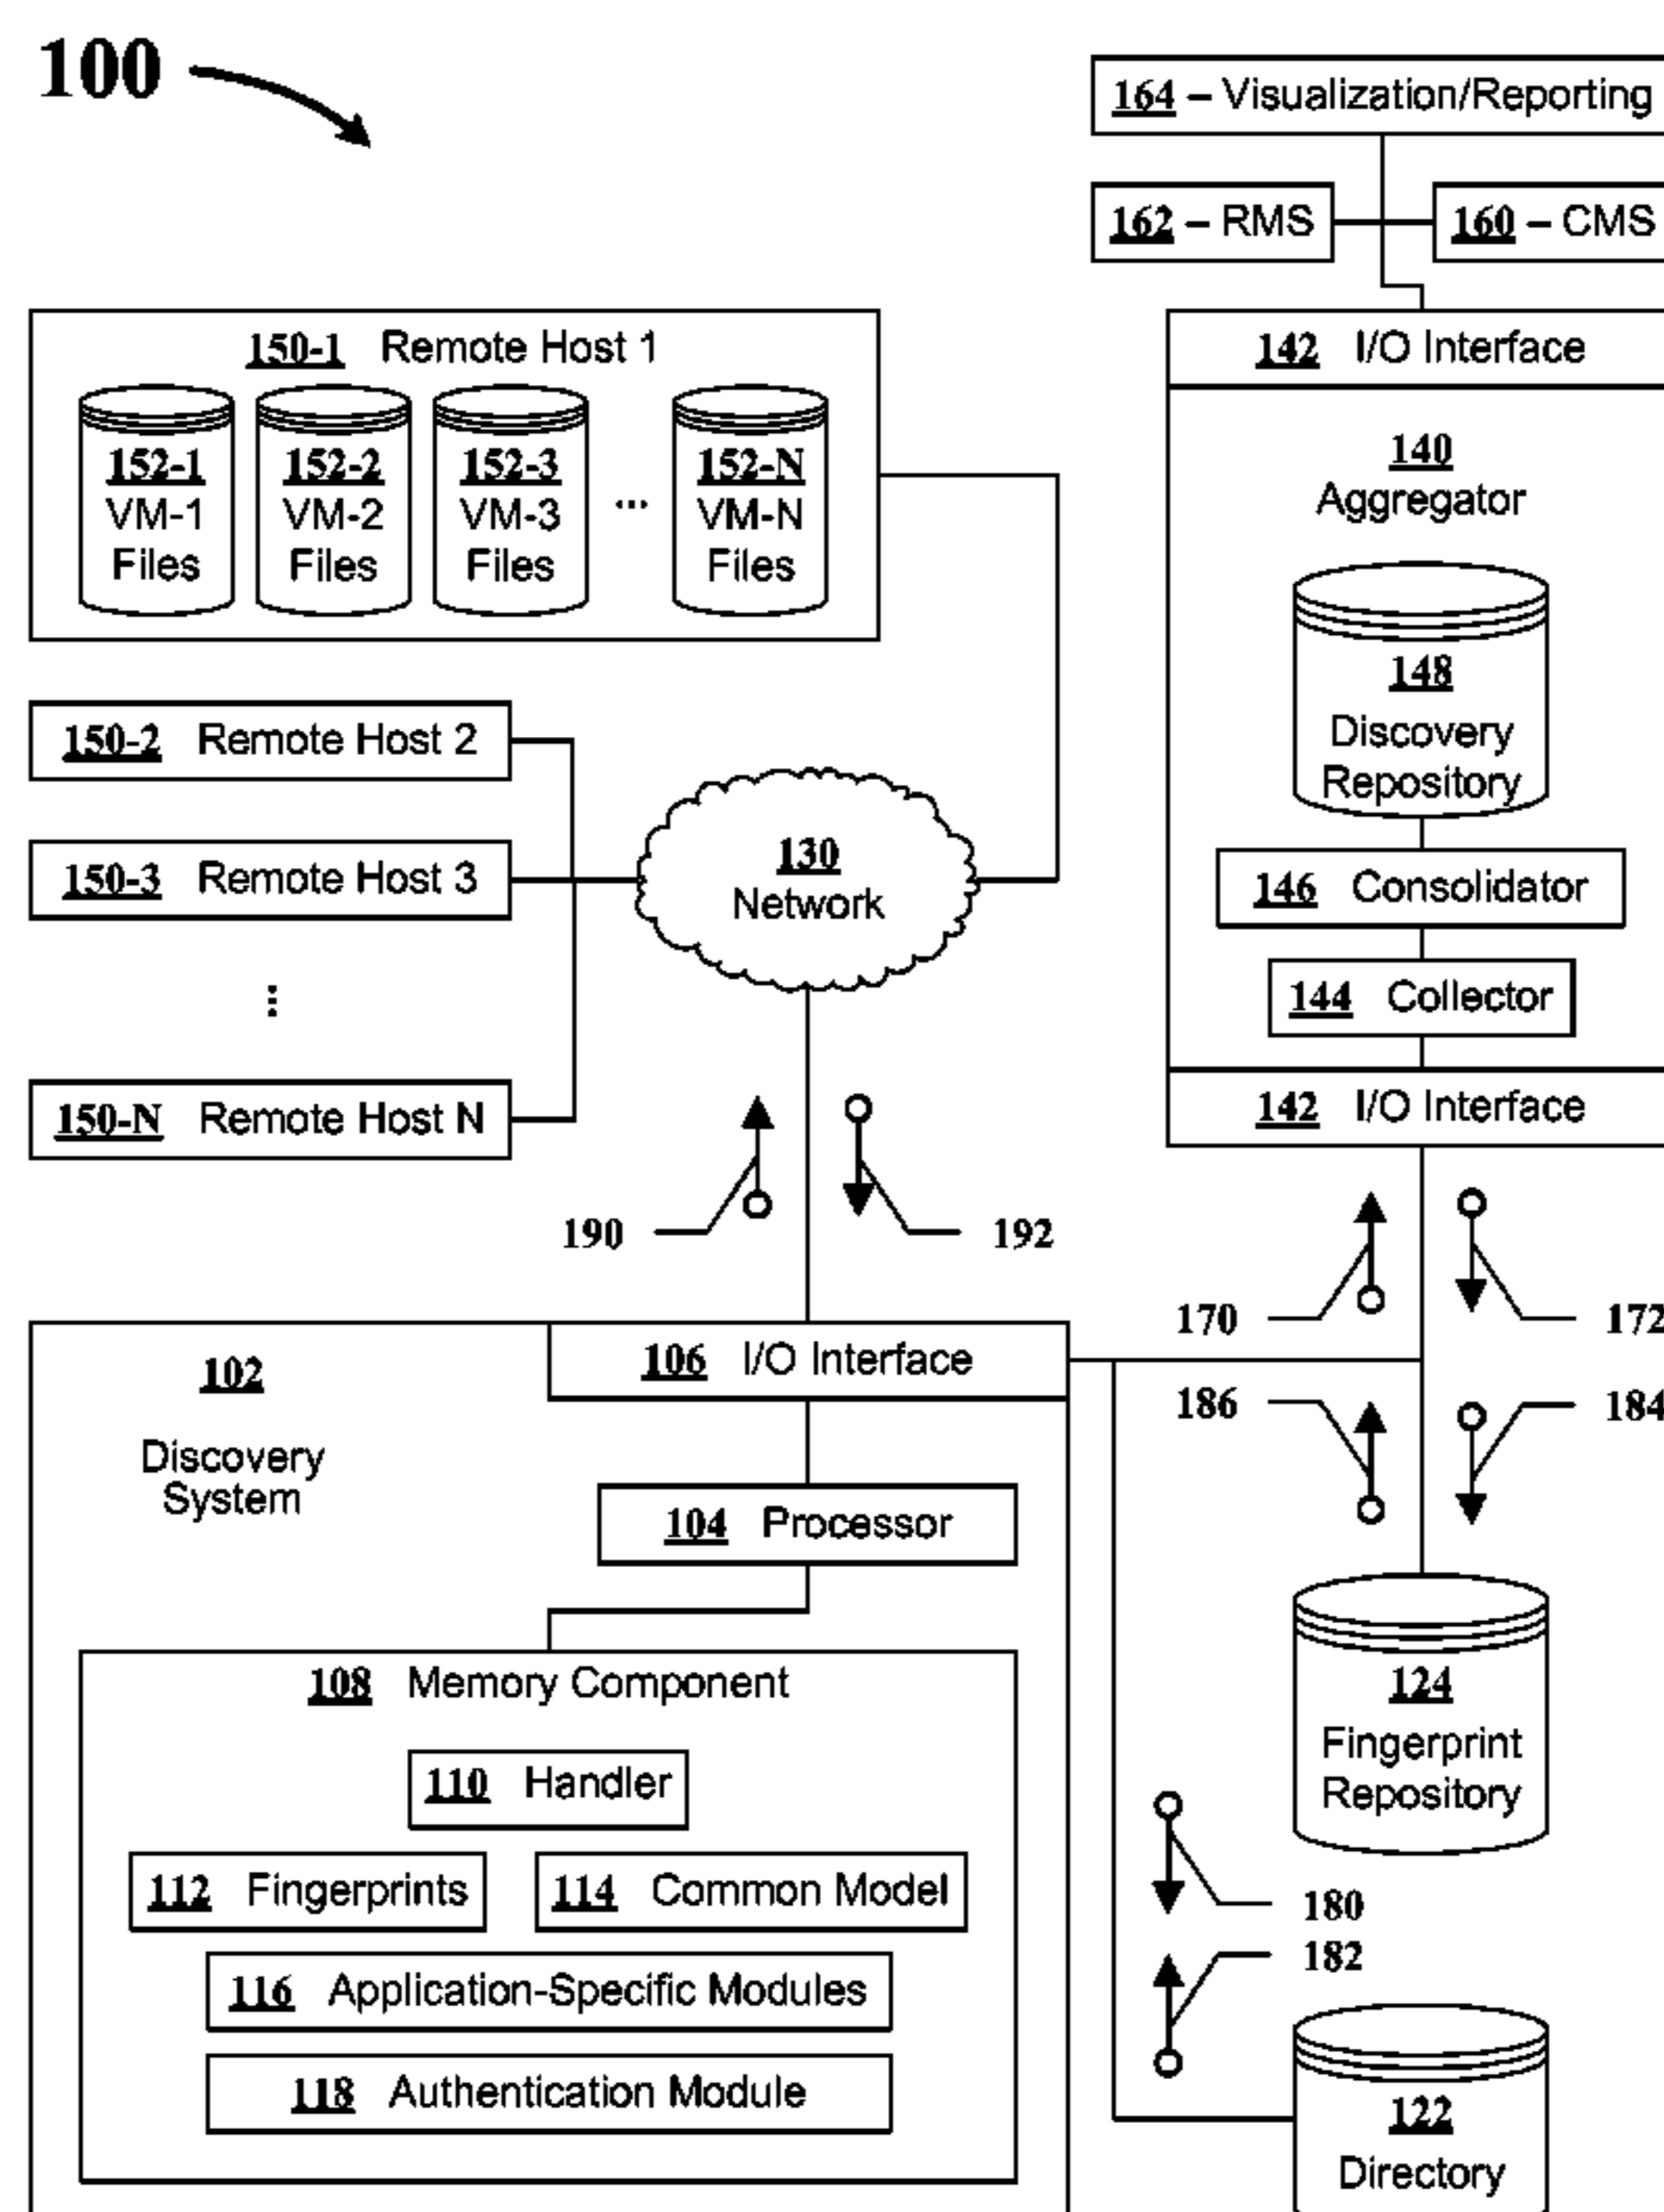 100
164 – Visualization/Reporting
162 – RMS
160 – CMS
150-1 Remote Host 1
152-1
VM-1
Files
152-2
VM-2
Files
152-3
VM-3
Files
...
152-N
VM-N
Files
142 I/O Interface
140
Aggregator
148
Discovery
Repository
146 Consolidator
144 Collector
142 I/O Interface
150-2 Remote Host 2
150-3 Remote Host 3
...
150-N Remote Host N
130
Network
190
192
170
172
186
184
102
Discovery
System
106 I/O Interface
104 Processor
108 Memory Component
110 Handler
112 Fingerprints
114 Common Model
116 Application-Specific Modules
118 Authentication Module
124
Fingerprint
Repository
180
182
122
Directory